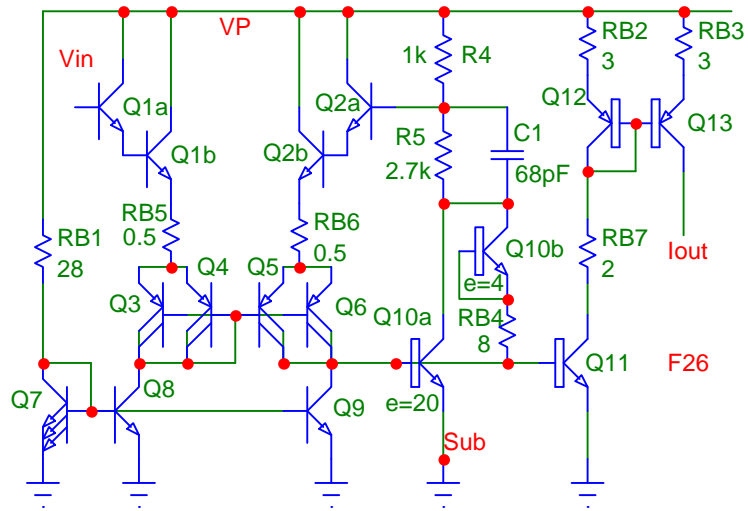 VP
RB2
3
RB3
3
Vin
1k
R4
Q1a
Q2a
Q12
Q13
R5
2.7k
C1
68pF
Q1b
Q2b
RB5
0.5
RB6
0.5
RB1
28
Q10b
e=4
RB7
2
Iout
Q4
Q5
Q3
Q6
Q10a
RB4
8
Q7
Q8
Q9
e=20
Q11
F26
Sub